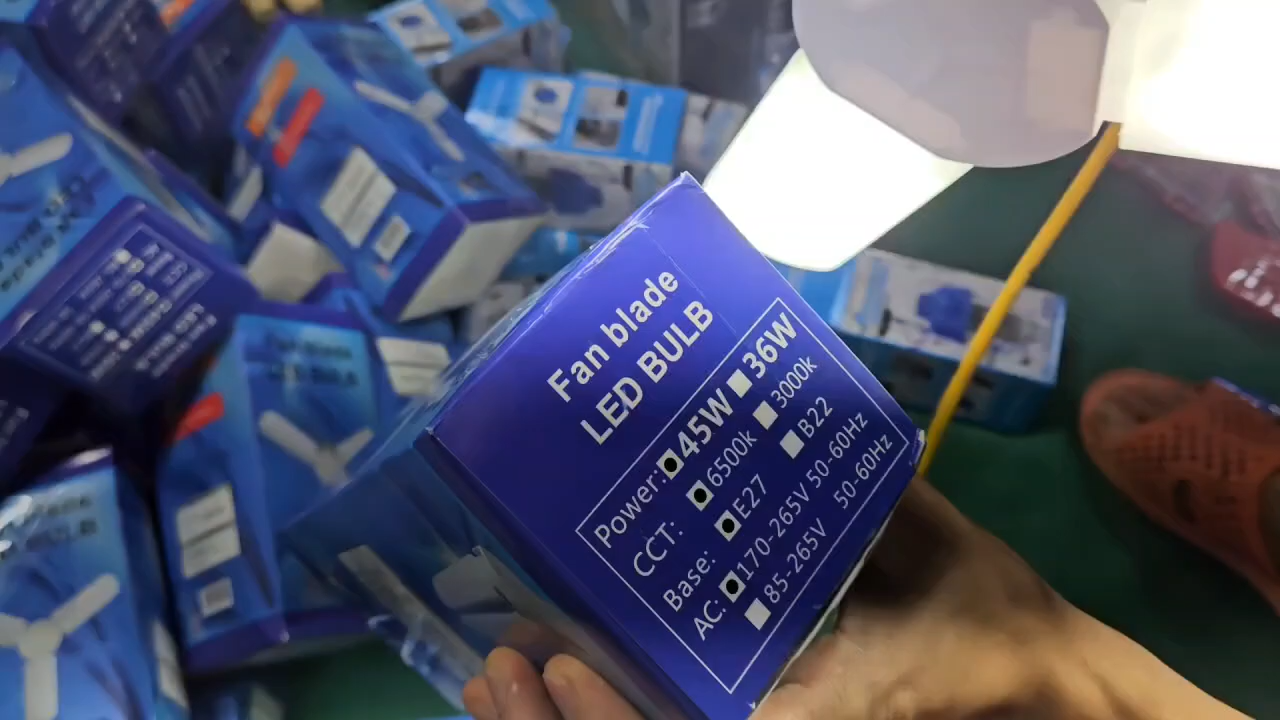 Fan blade
LED BULB
Power: 45W 36W
CCT: 6500k 3000k
Base: E27 B22
AC: 170-265V 50-60Hz
85-265V 50-60Hz